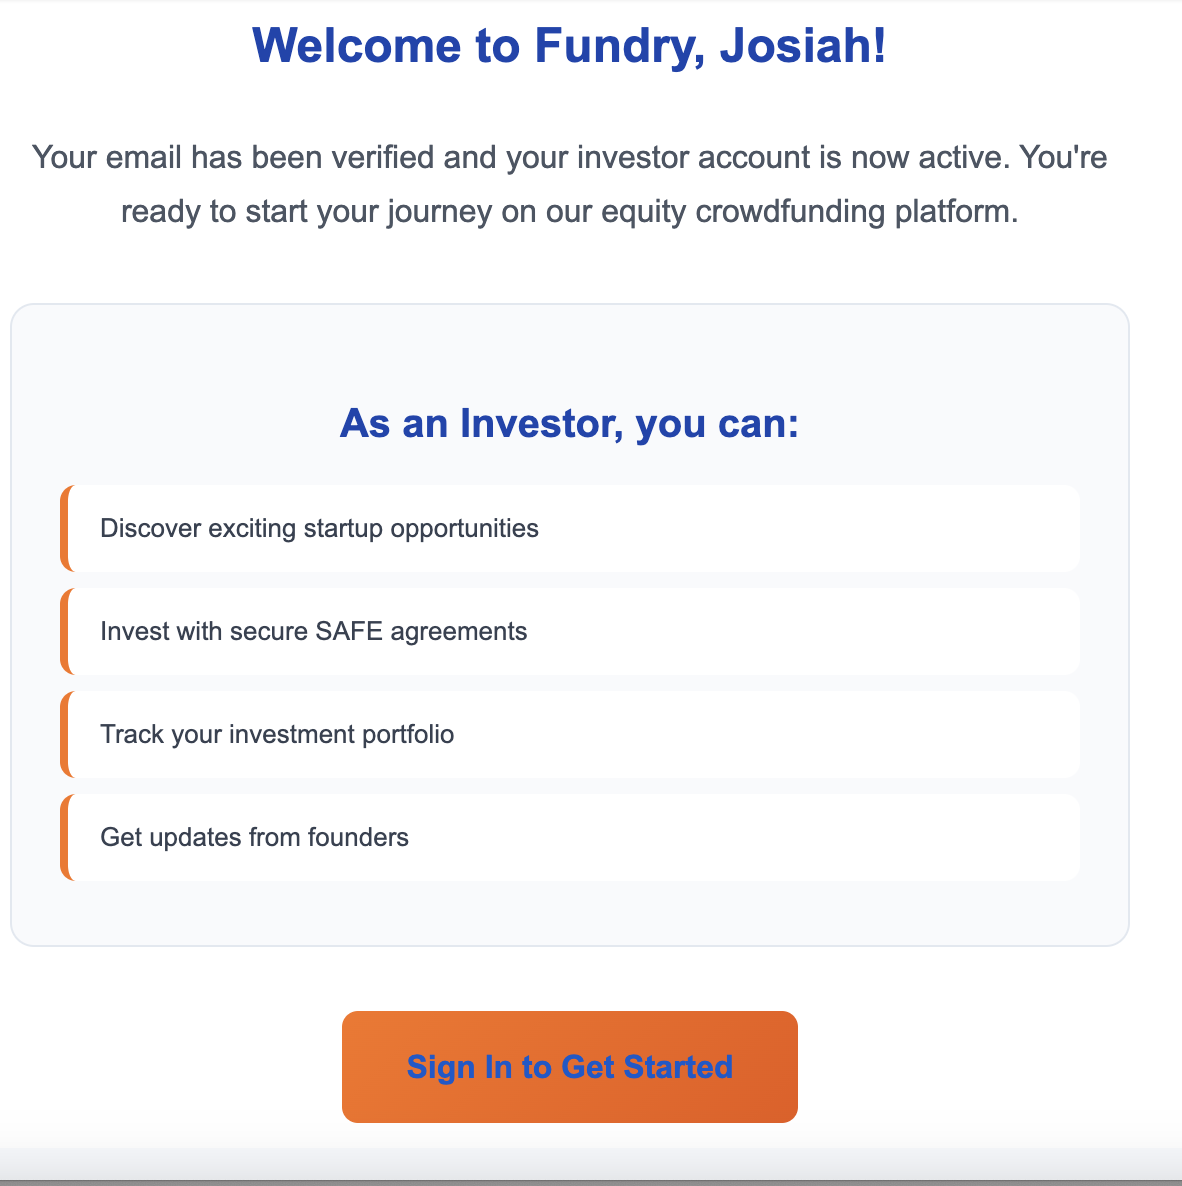 Welcome to Fundry, Josiah!
Your email has been verified and your investor account is now active. You're
ready to start your journey on our equity crowdfunding platform.
As an Investor, you can:
Discover exciting startup opportunities
Invest with secure SAFE agreements
Track your investment portfolio
Get updates from founders
Sign In to Get Started